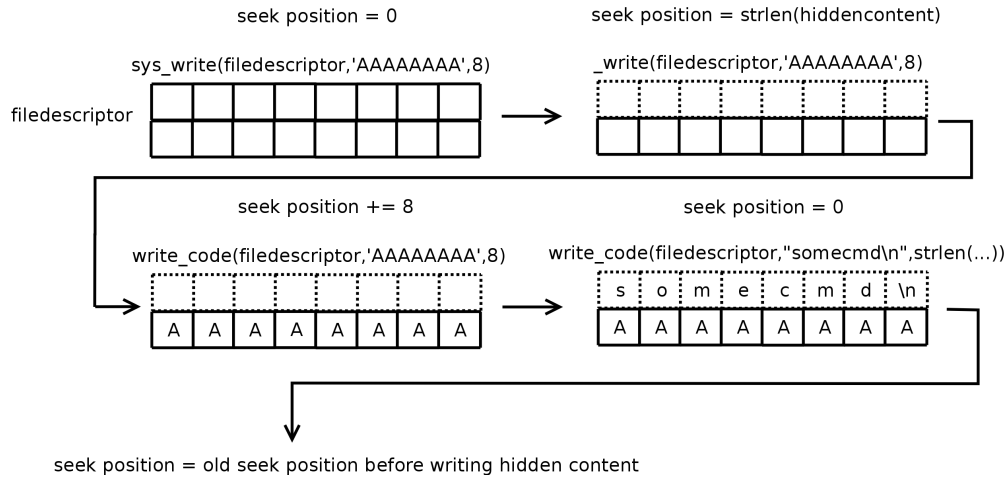 seek position = 0
seek position = strlen(hiddencontent)
sys_write(filedescriptor,'AAAAAAAA',8)
_write(filedescriptor,'AAAAAAAA',8)
filedescriptor
seek position += 8
seek position = 0
write_code(filedescriptor,'AAAAAAAA',8)
write_code(filedescriptor,"somecmd\n",strlen(...))
s o m e c m d \n
A A A A A A A A
A A A A A A A A
seek position = old seek position before writing hidden content